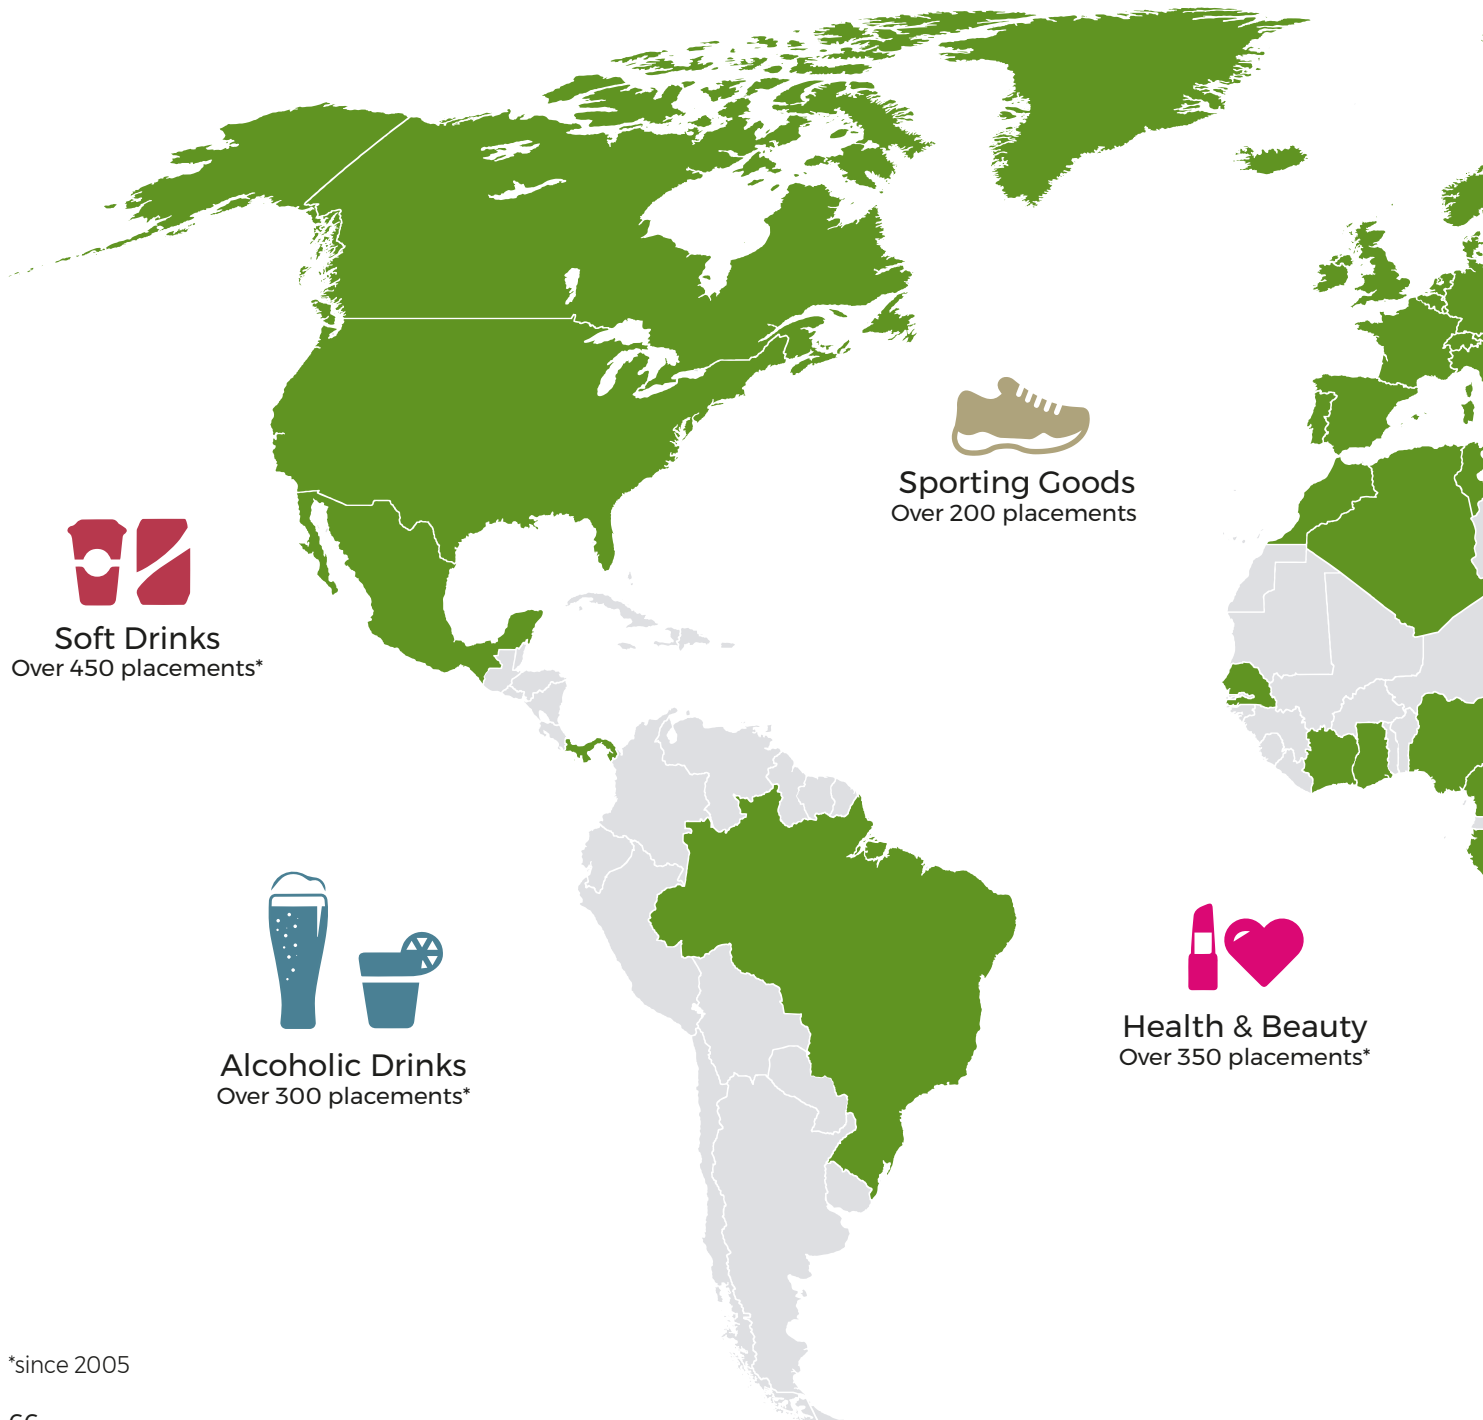 Sporting Goods
Over 200 placements
Soft Drinks
Over 450 placements*
Health & Beauty
Over 350 placements*
Alcoholic Drinks
Over 300 placements*
*since 2005